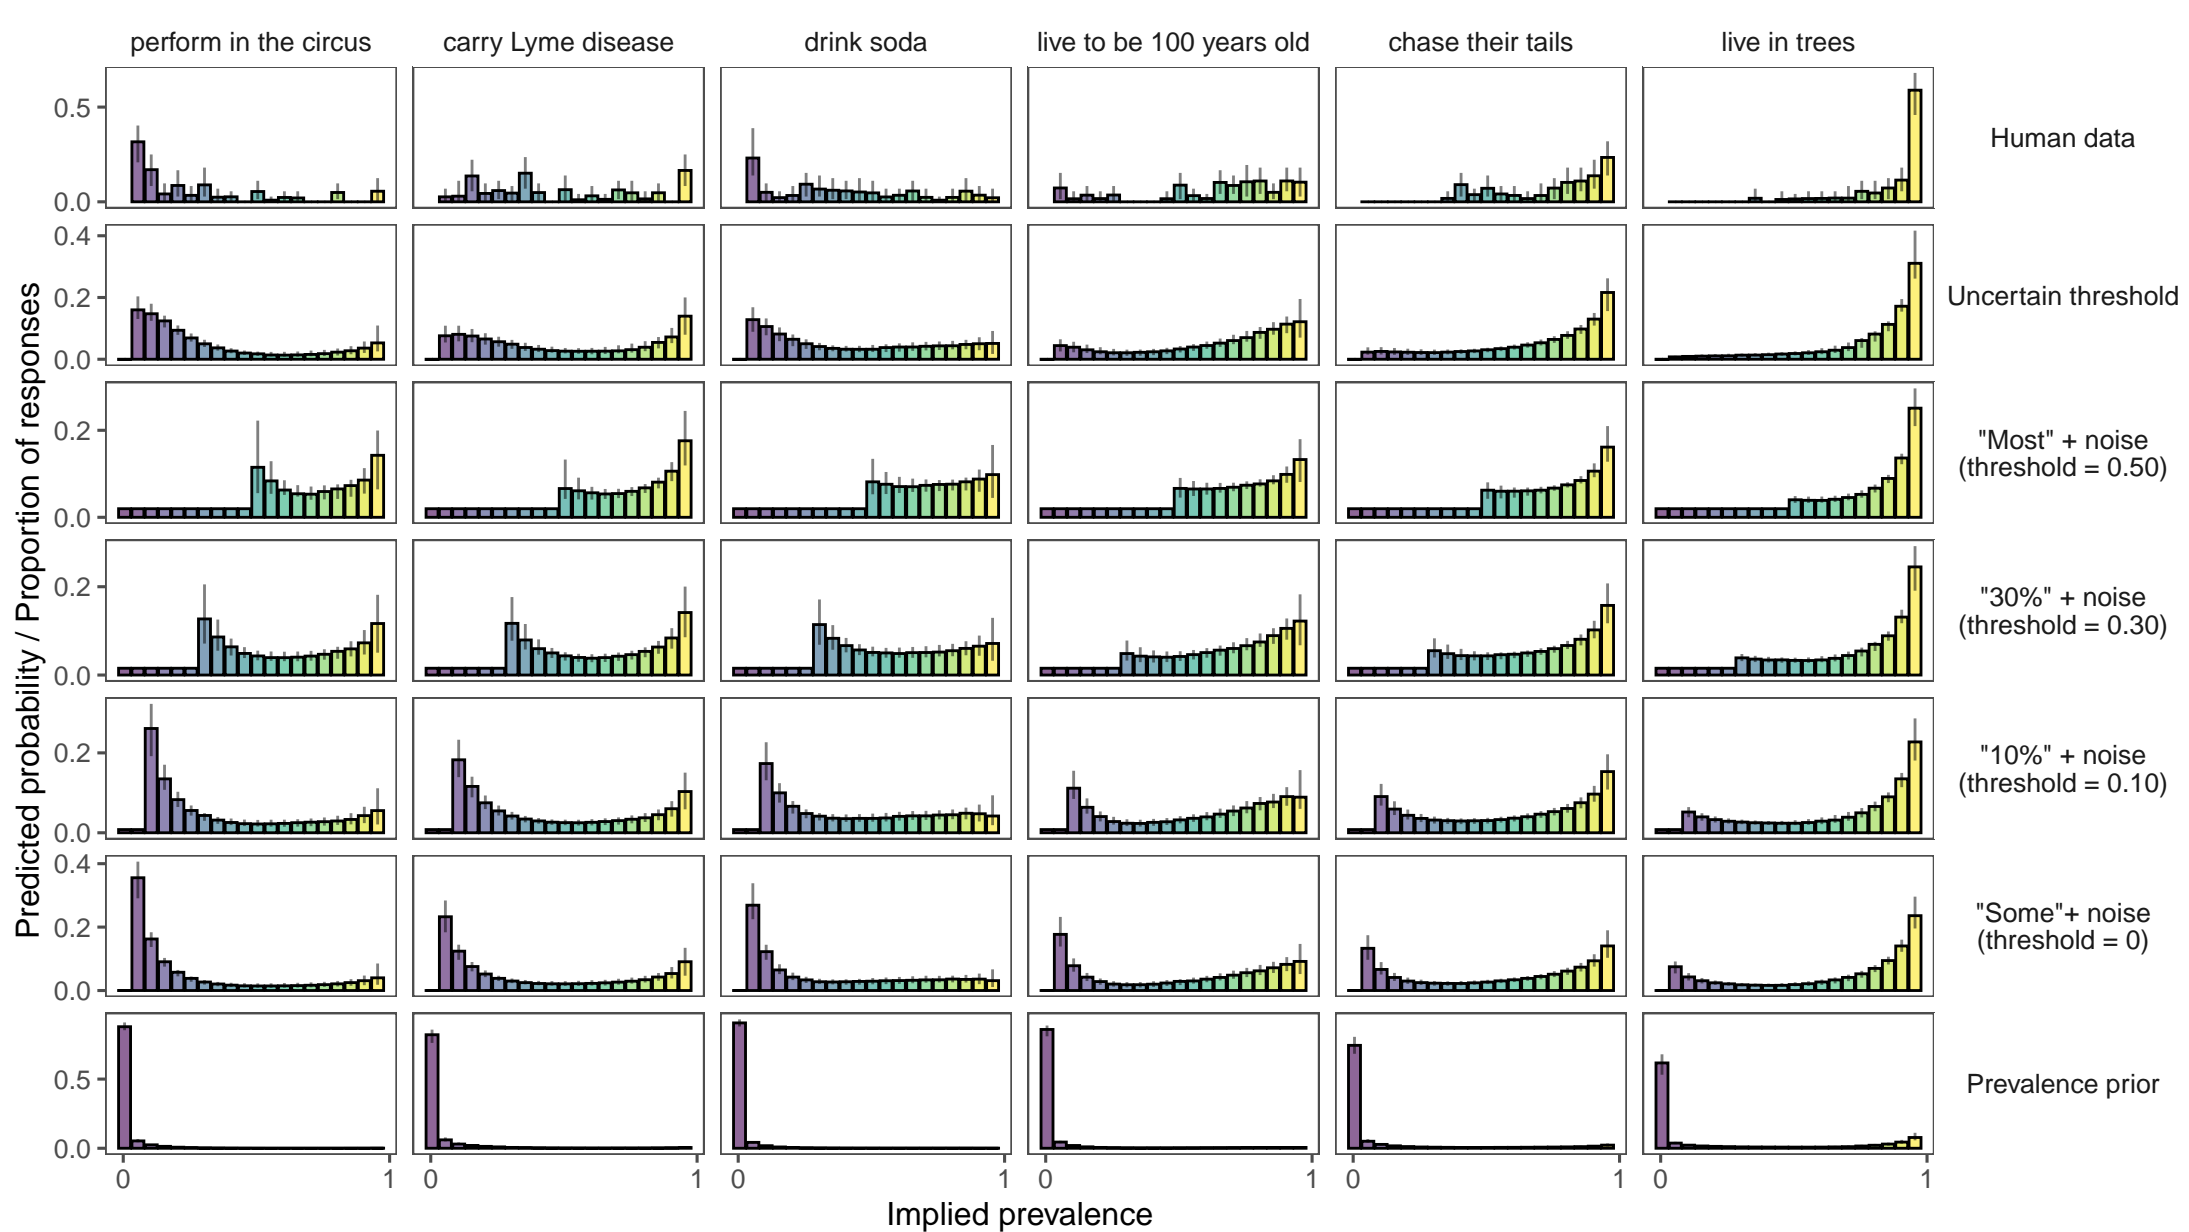 perform in the circus
carry Lyme disease
drink soda
live to be 100 years old
chase their tails
live in trees
Predicted probability / Proportion of responses
0.5
0.0
Human data
0.4
0.2
0.0
Uncertain threshold
0.2
0.0
"Most" + noise
(threshold = 0.50)
0.2
0.0
"30%" + noise
(threshold = 0.30)
0.2
0.0
"10%" + noise
(threshold = 0.10)
0.4
0.2
0.0
"Some"+ noise
(threshold = 0)
0.5
0.0
Prevalence prior
0 1 0 1 0 1 0 1 0 1 0 1
Implied prevalence